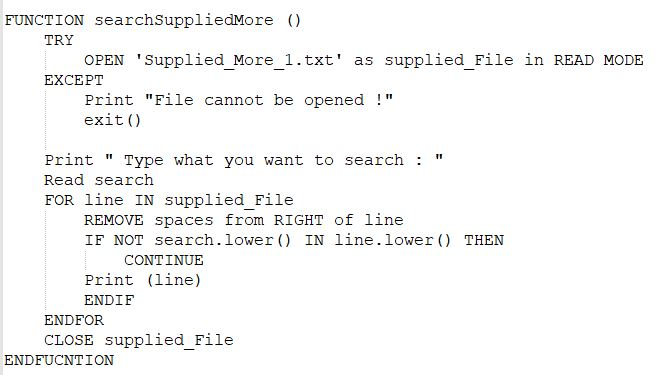 FUNCTION searchSuppliedMore ()
TRY
OPEN 'Supplied_More_1.txt' as supplied_File in READ MODE
EXCEPT
Print "File cannot be opened !"
exit()
Print " Type what you want to search : "
Read search
FOR line IN supplied_File
REMOVE spaces from RIGHT of line
IF NOT search.lower() IN line.lower() THEN
CONTINUE
Print (line)
ENDIF
ENDFOR
CLOSE supplied_File
ENDFUCNTION